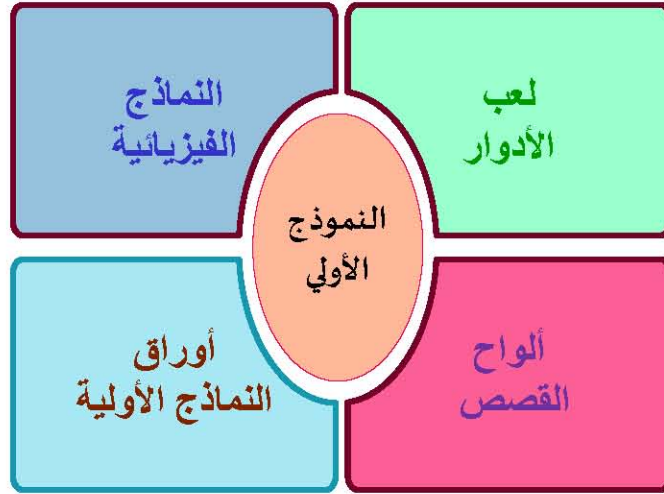 لعب
الأدوار
النماذج
الفيزيائية
النموذج
الأولي
ألواح
القصص
أوراق
النماذج الأولية